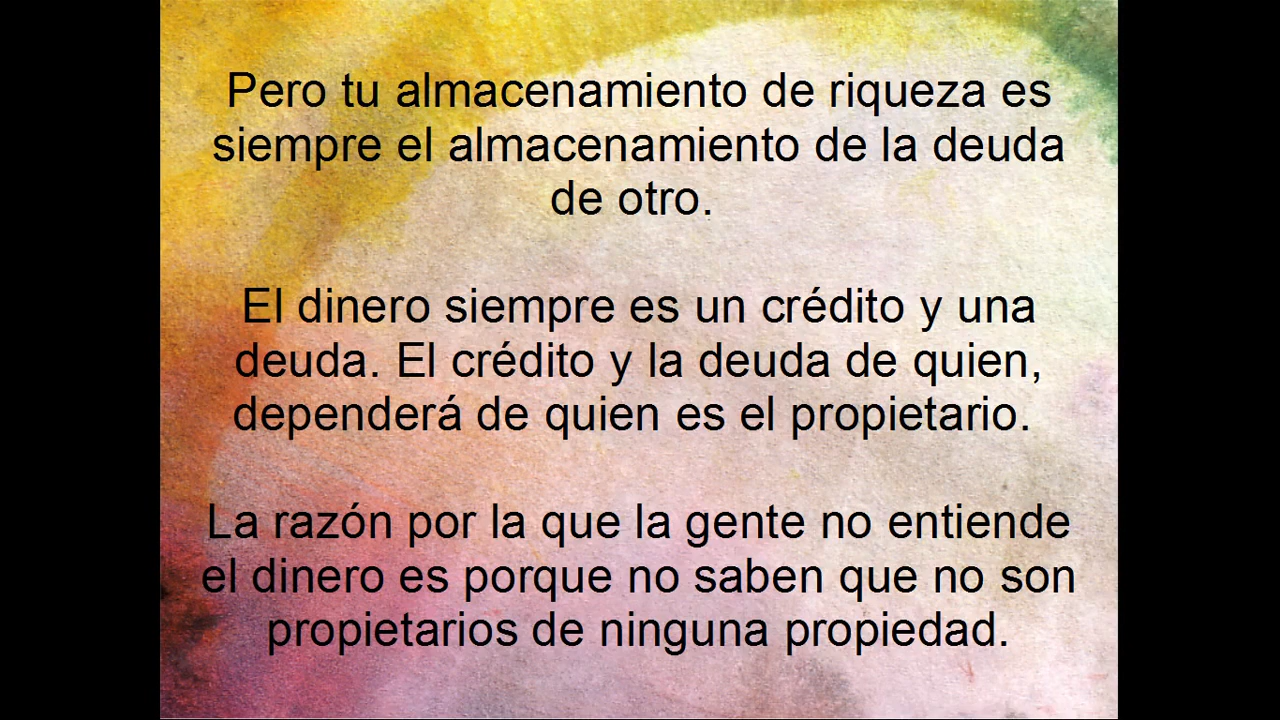 Pero tu almacenamiento de riqueza es
siempre el almacenamiento de la deuda
de otro.
El dinero siempre es un crédito y una
deuda. El crédito y la deuda de quien,
dependerá de quien es el propietario.
La razón por la que la gente no entiende
el dinero es porque no saben que no son
propietarios de ninguna propiedad.